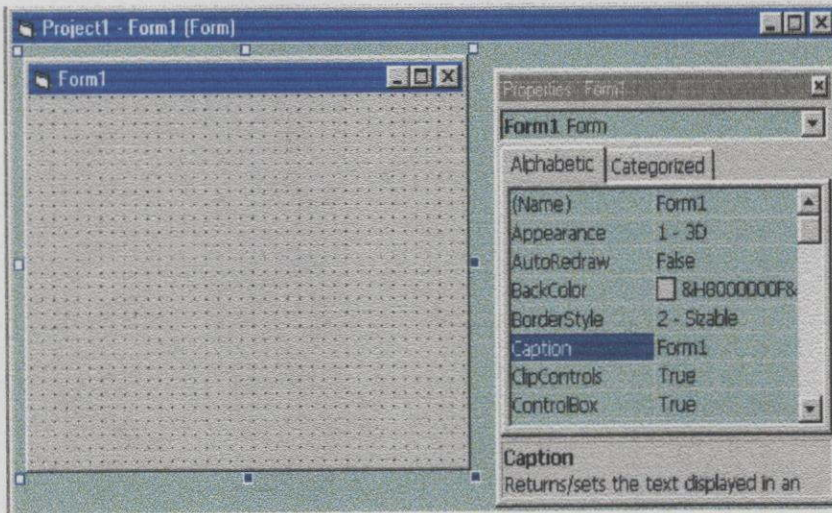 Project1 - Form1 (Form)
Form1
Properties - Form1
Form1 Form
Alphabetic Categorized
(Name) Form1
Appearance 1 - 3D
AutoRedraw False
BackColor &H8000000F&
BorderStyle 2 - Sizable
Caption Form1
ClipControls True
ControlBox True
Caption
Returns/sets the text displayed in an